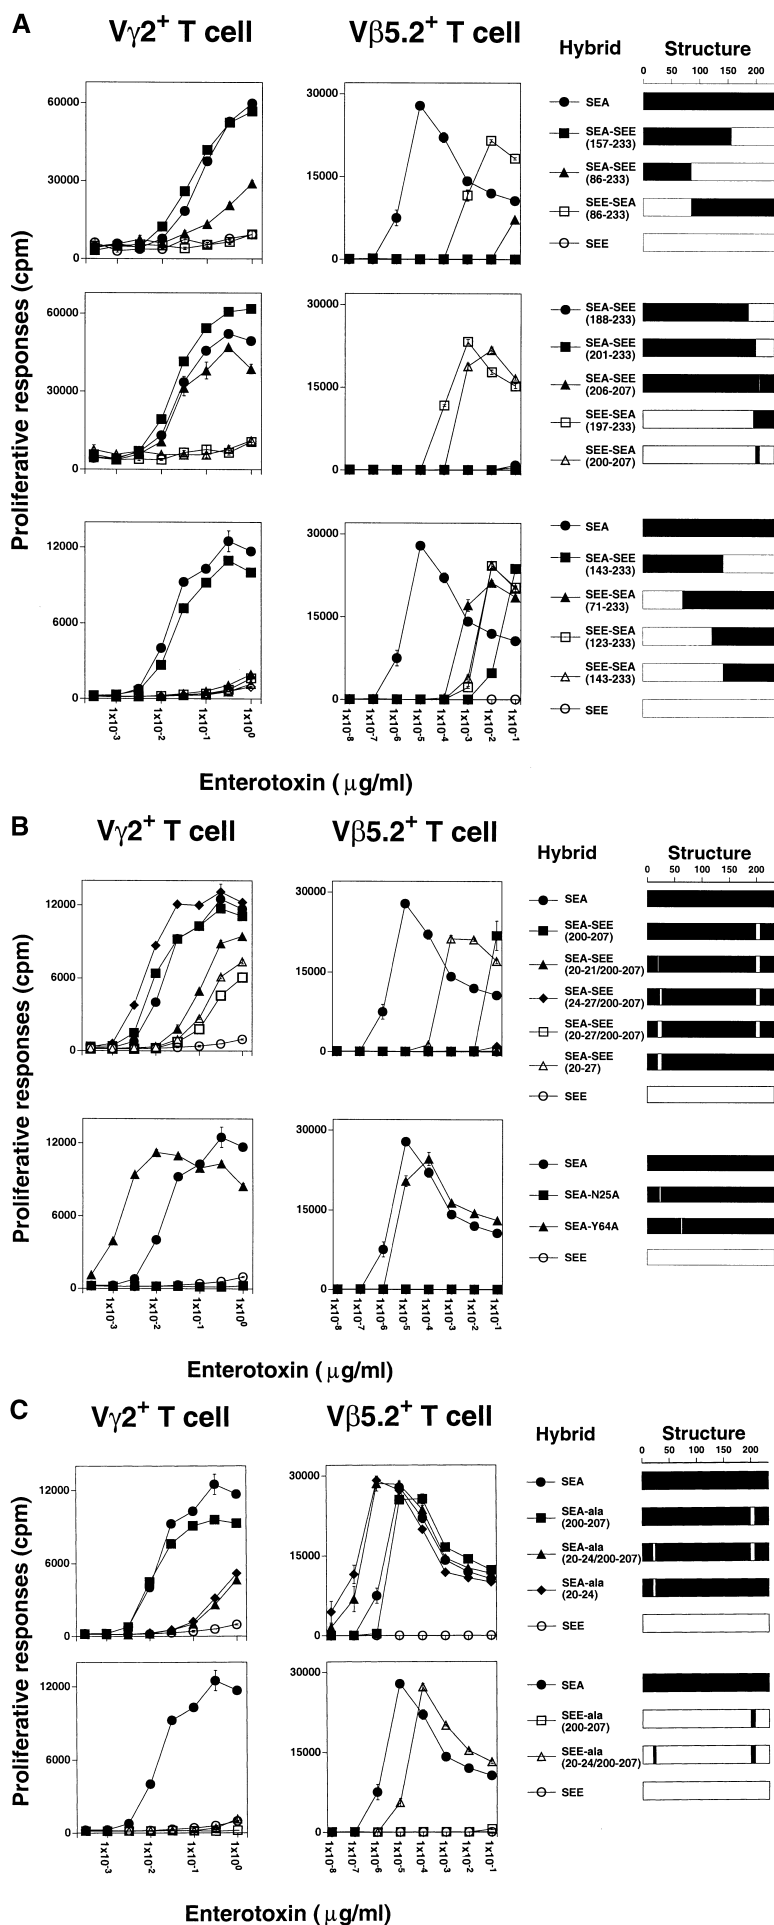 A
Vγ2+ T cell
Vβ5.2+ T cell
Hybrid
Structure
0 50 100 150 200
Proliferative responses (cpm)
60000
30000
0
30000
15000
0
SEA
SEA-SEE
(157-233)
SEA-SEE
(86-233)
SEE-SEA
(86-233)
SEE
60000
30000
0
30000
15000
0
SEA-SEE
(188-233)
SEA-SEE
(201-233)
SEA-SEE
(206-207)
SEE-SEA
(197-233)
SEE-SEA
(200-207)
12000
6000
0
30000
15000
0
SEA
SEA-SEE
(143-233)
SEE-SEA
(71-233)
SEE-SEA
(123-233)
SEE-SEA
(143-233)
SEE
1x10-3
1x10-2
1x10-1
1x100
1x10-8
1x10-7
1x10-6
1x10-5
1x10-4
1x10-3
1x10-2
1x10-1
Enterotoxin ( μg/ml)
B
Vγ2+ T cell
Vβ5.2+ T cell
Hybrid
Structure
0 50 100 150 200
Proliferative responses (cpm)
12000
6000
0
30000
15000
0
SEA
SEA-SEE
(200-207)
SEA-SEE
(20-21/200-207)
SEA-SEE
(24-27/200-207)
SEA-SEE
(20-27/200-207)
SEA-SEE
(20-27)
SEE
12000
6000
0
30000
15000
0
SEA
SEA-N25A
SEA-Y64A
SEE
1x10-3
1x10-2
1x10-1
1x100
1x10-8
1x10-7
1x10-6
1x10-5
1x10-4
1x10-3
1x10-2
1x10-1
Enterotoxin ( μg/ml)
C
Vγ2+ T cell
Vβ5.2+ T cell
Hybrid
Structure
0 50 100 150 200
Proliferative responses (cpm)
12000
6000
0
30000
15000
0
SEA
SEA-ala
(200-207)
SEA-ala
(20-24/200-207)
SEA-ala
(20-24)
SEE
12000
6000
0
30000
15000
0
SEA
SEE-ala
(200-207)
SEE-ala
(20-24/200-207)
SEE
1x10-3
1x10-2
1x10-1
1x100
1x10-8
1x10-7
1x10-6
1x10-5
1x10-4
1x10-3
1x10-2
1x10-1
Enterotoxin ( μg/ml)